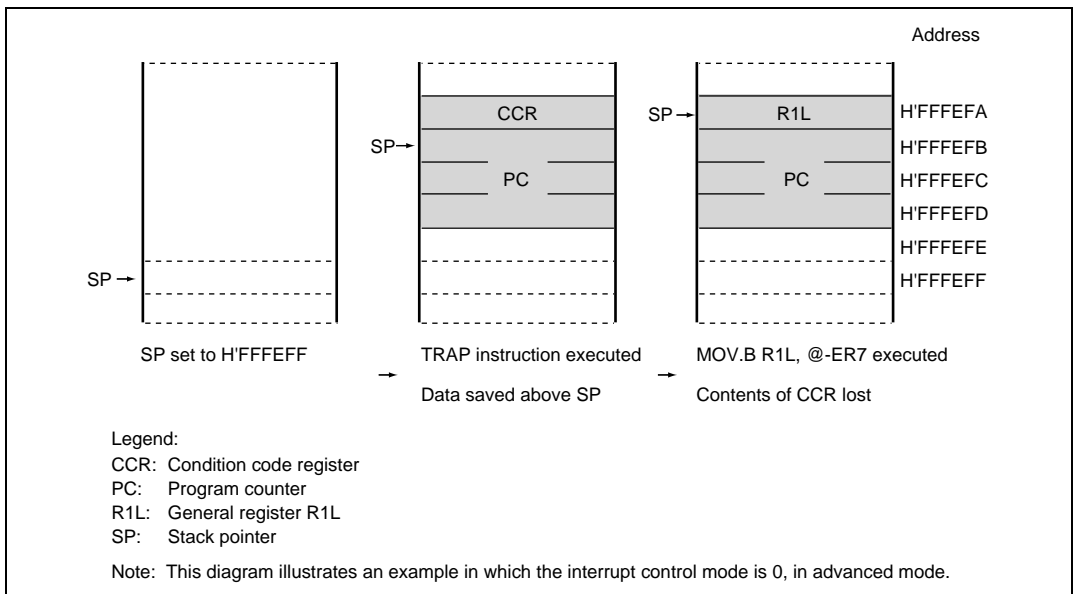 Address
CCR
SP
R1L
H'FFFEFA
SP
H'FFFEFB
PC
PC
H'FFFEFC
H'FFFEFD
H'FFFEFE
SP
H'FFFEFF
SP set to H'FFFEFF
TRAP instruction executed
MOV.B R1L, @-ER7 executed
Data saved above SP
Contents of CCR lost
Legend:
CCR: Condition code register
PC: Program counter
R1L: General register R1L
SP: Stack pointer
Note: This diagram illustrates an example in which the interrupt control mode is 0, in advanced mode.